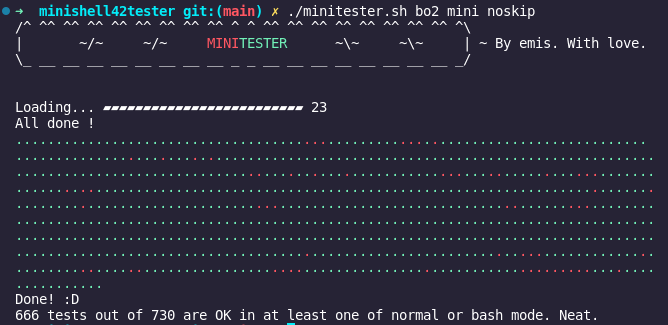 ➜  minishell42tester git:(main) ✗ ./minitester.sh bo2 mini noskip
/^ ^^ ^^ ^^ ^^ ^^ ^^ ^^ ^ ^ ^^ ^^ ^^ ^^ ^^ ^^ ^^ ^^ ^\
|       ~/~     ~/~     MINITESTER      ~\~     ~\~     | ~ By emis. With love.
\_ __ __ __ __ __ __ __ __ _ _ __ __ __ __ __ __ __ __ _/
Loading... ▰▰▰▰▰▰▰▰▰▰▰▰▰▰▰▰▰▰▰▰▰▰▰▰▰ 23
All done !
Done! :D
666 tests out of 730 are OK in at least one of normal or bash mode. Neat.